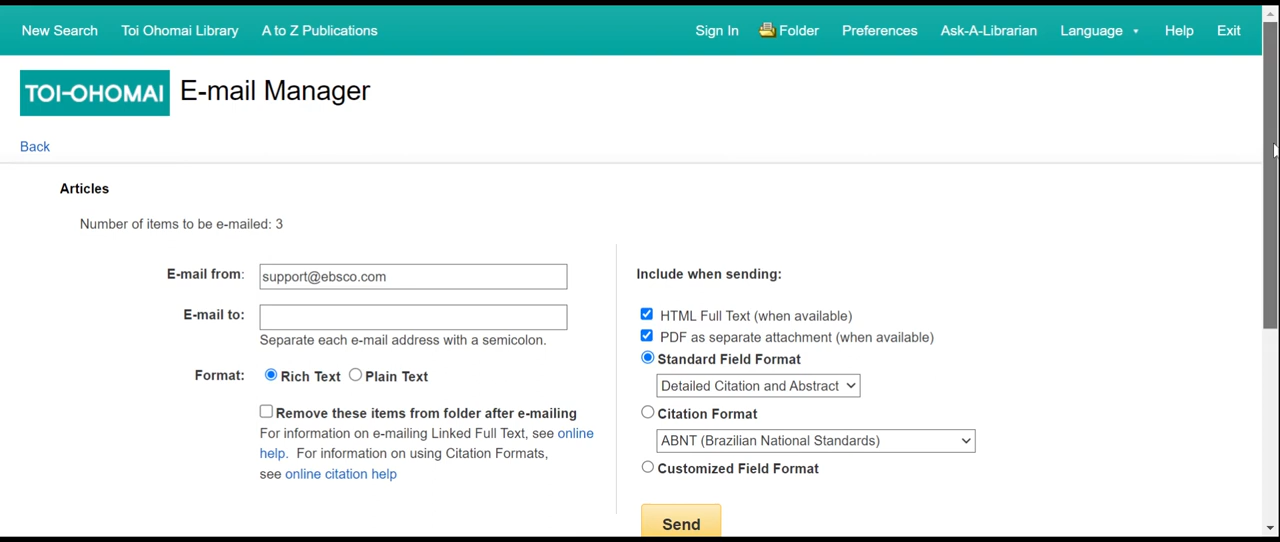 New Search Toi Ohomai Library A to Z Publications Sign In Folder Preferences Ask-A-Librarian Language Help Exit
TOI-OHOMAI E-mail Manager
Back
Articles
Number of items to be e-mailed: 3
E-mail from: support@ebsco.com
E-mail to:
Separate each e-mail address with a semicolon.
Format: Rich Text Plain Text
Remove these items from folder after e-mailing
For information on e-mailing Linked Full Text, see online
help. For information on using Citation Formats,
see online citation help
Include when sending:
HTML Full Text (when available)
PDF as separate attachment (when available)
Standard Field Format
Detailed Citation and Abstract
Citation Format
ABNT (Brazilian National Standards)
Customized Field Format
Send